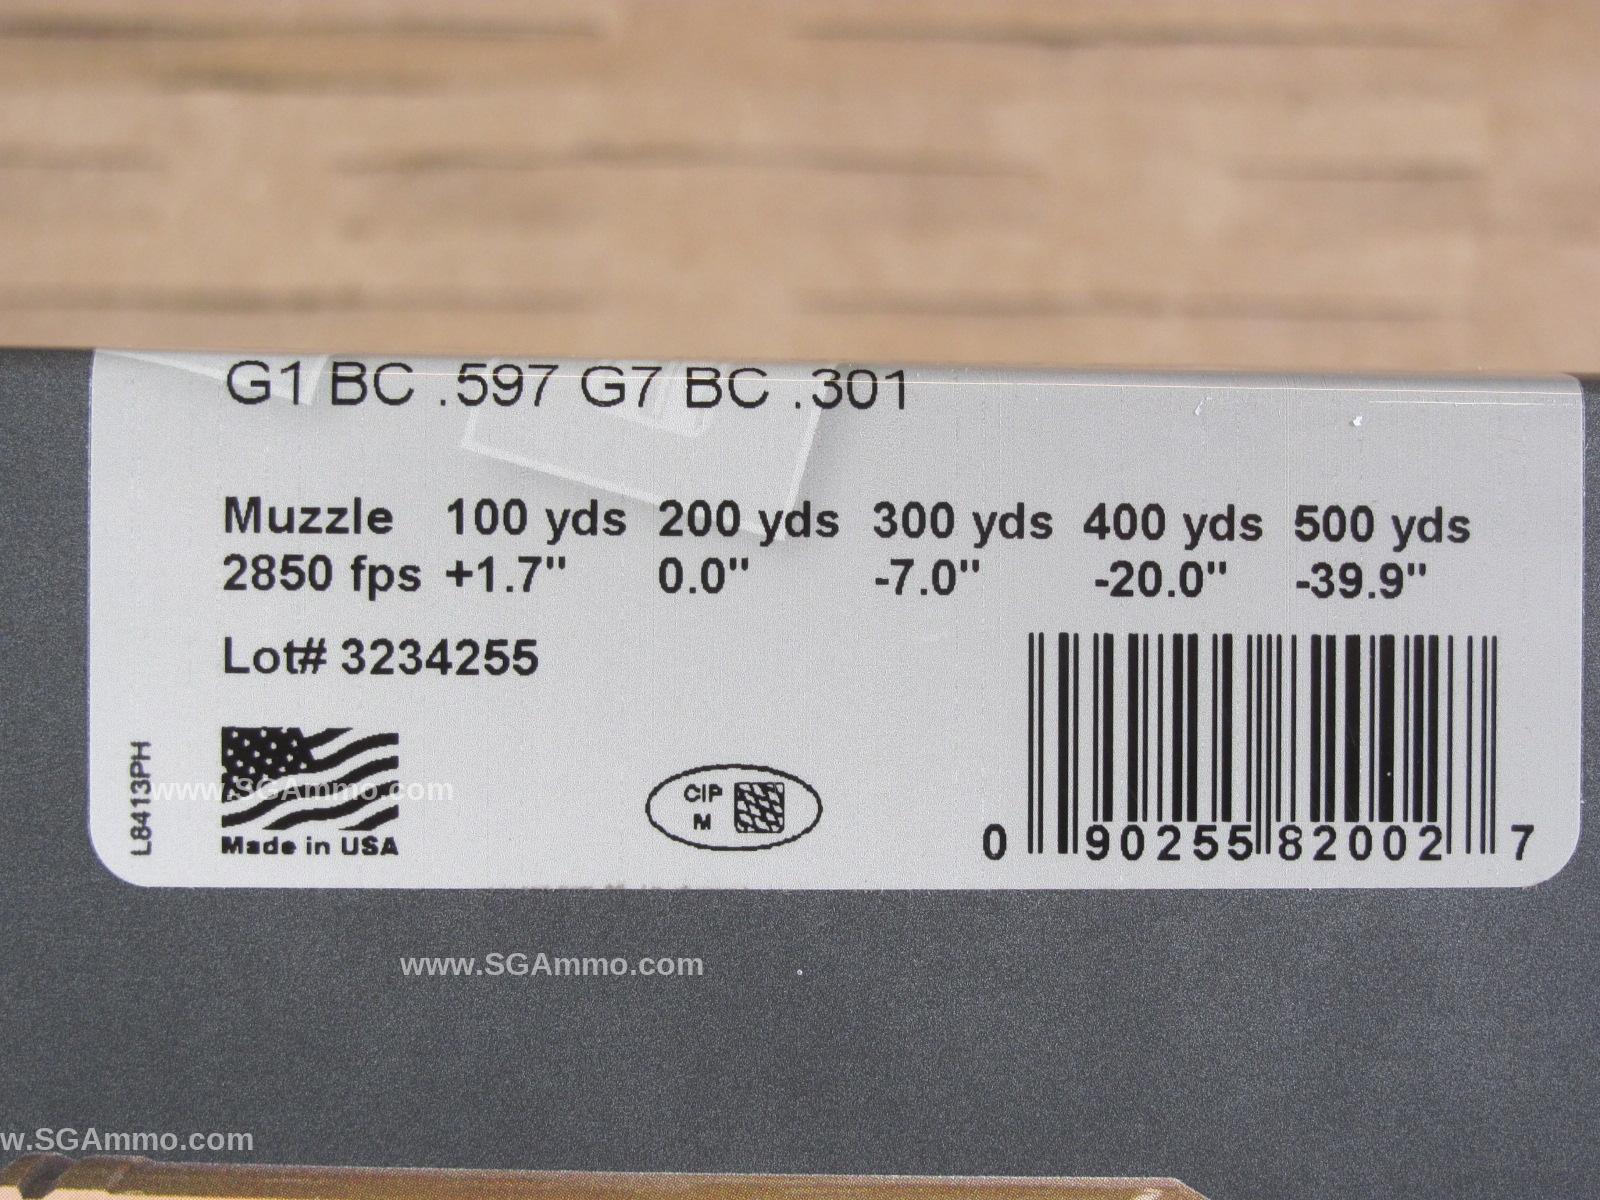 G1 BC .597 G7 BC .301
Muzzle 100 yds 200 yds 300 yds 400 yds 500 yds
2850 fps +1.7" 0.0" -7.0" -20.0" -39.9"
Lot# 3234255
L8413PH
www.SGAmmo.com
Made in USA
CIP
M
0 90255 82002 7
www.SGAmmo.com
w.SGAmmo.com